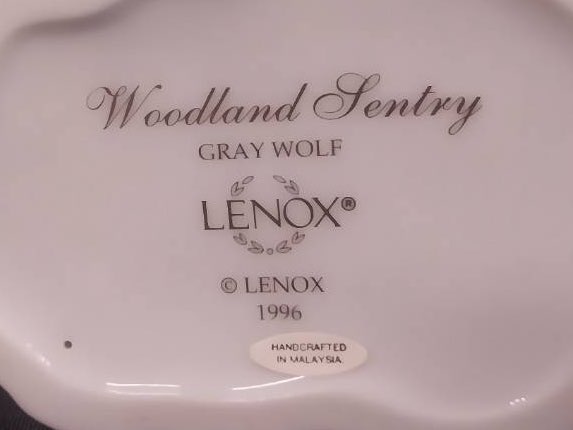 Woodland Sentry
GRAY WOLF
LENOX®
© LENOX
1996
HANDCRAFTED
IN MALAYSIA